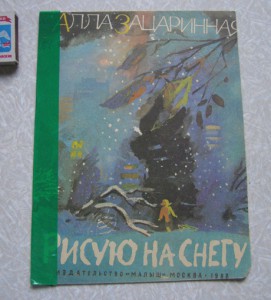 АЛЛА ЗАЦАРИННАЯ
РИСУЮ НА СНЕГУ
ИЗДАТЕЛЬСТВО–МАЛЫШ–МОСКВА–